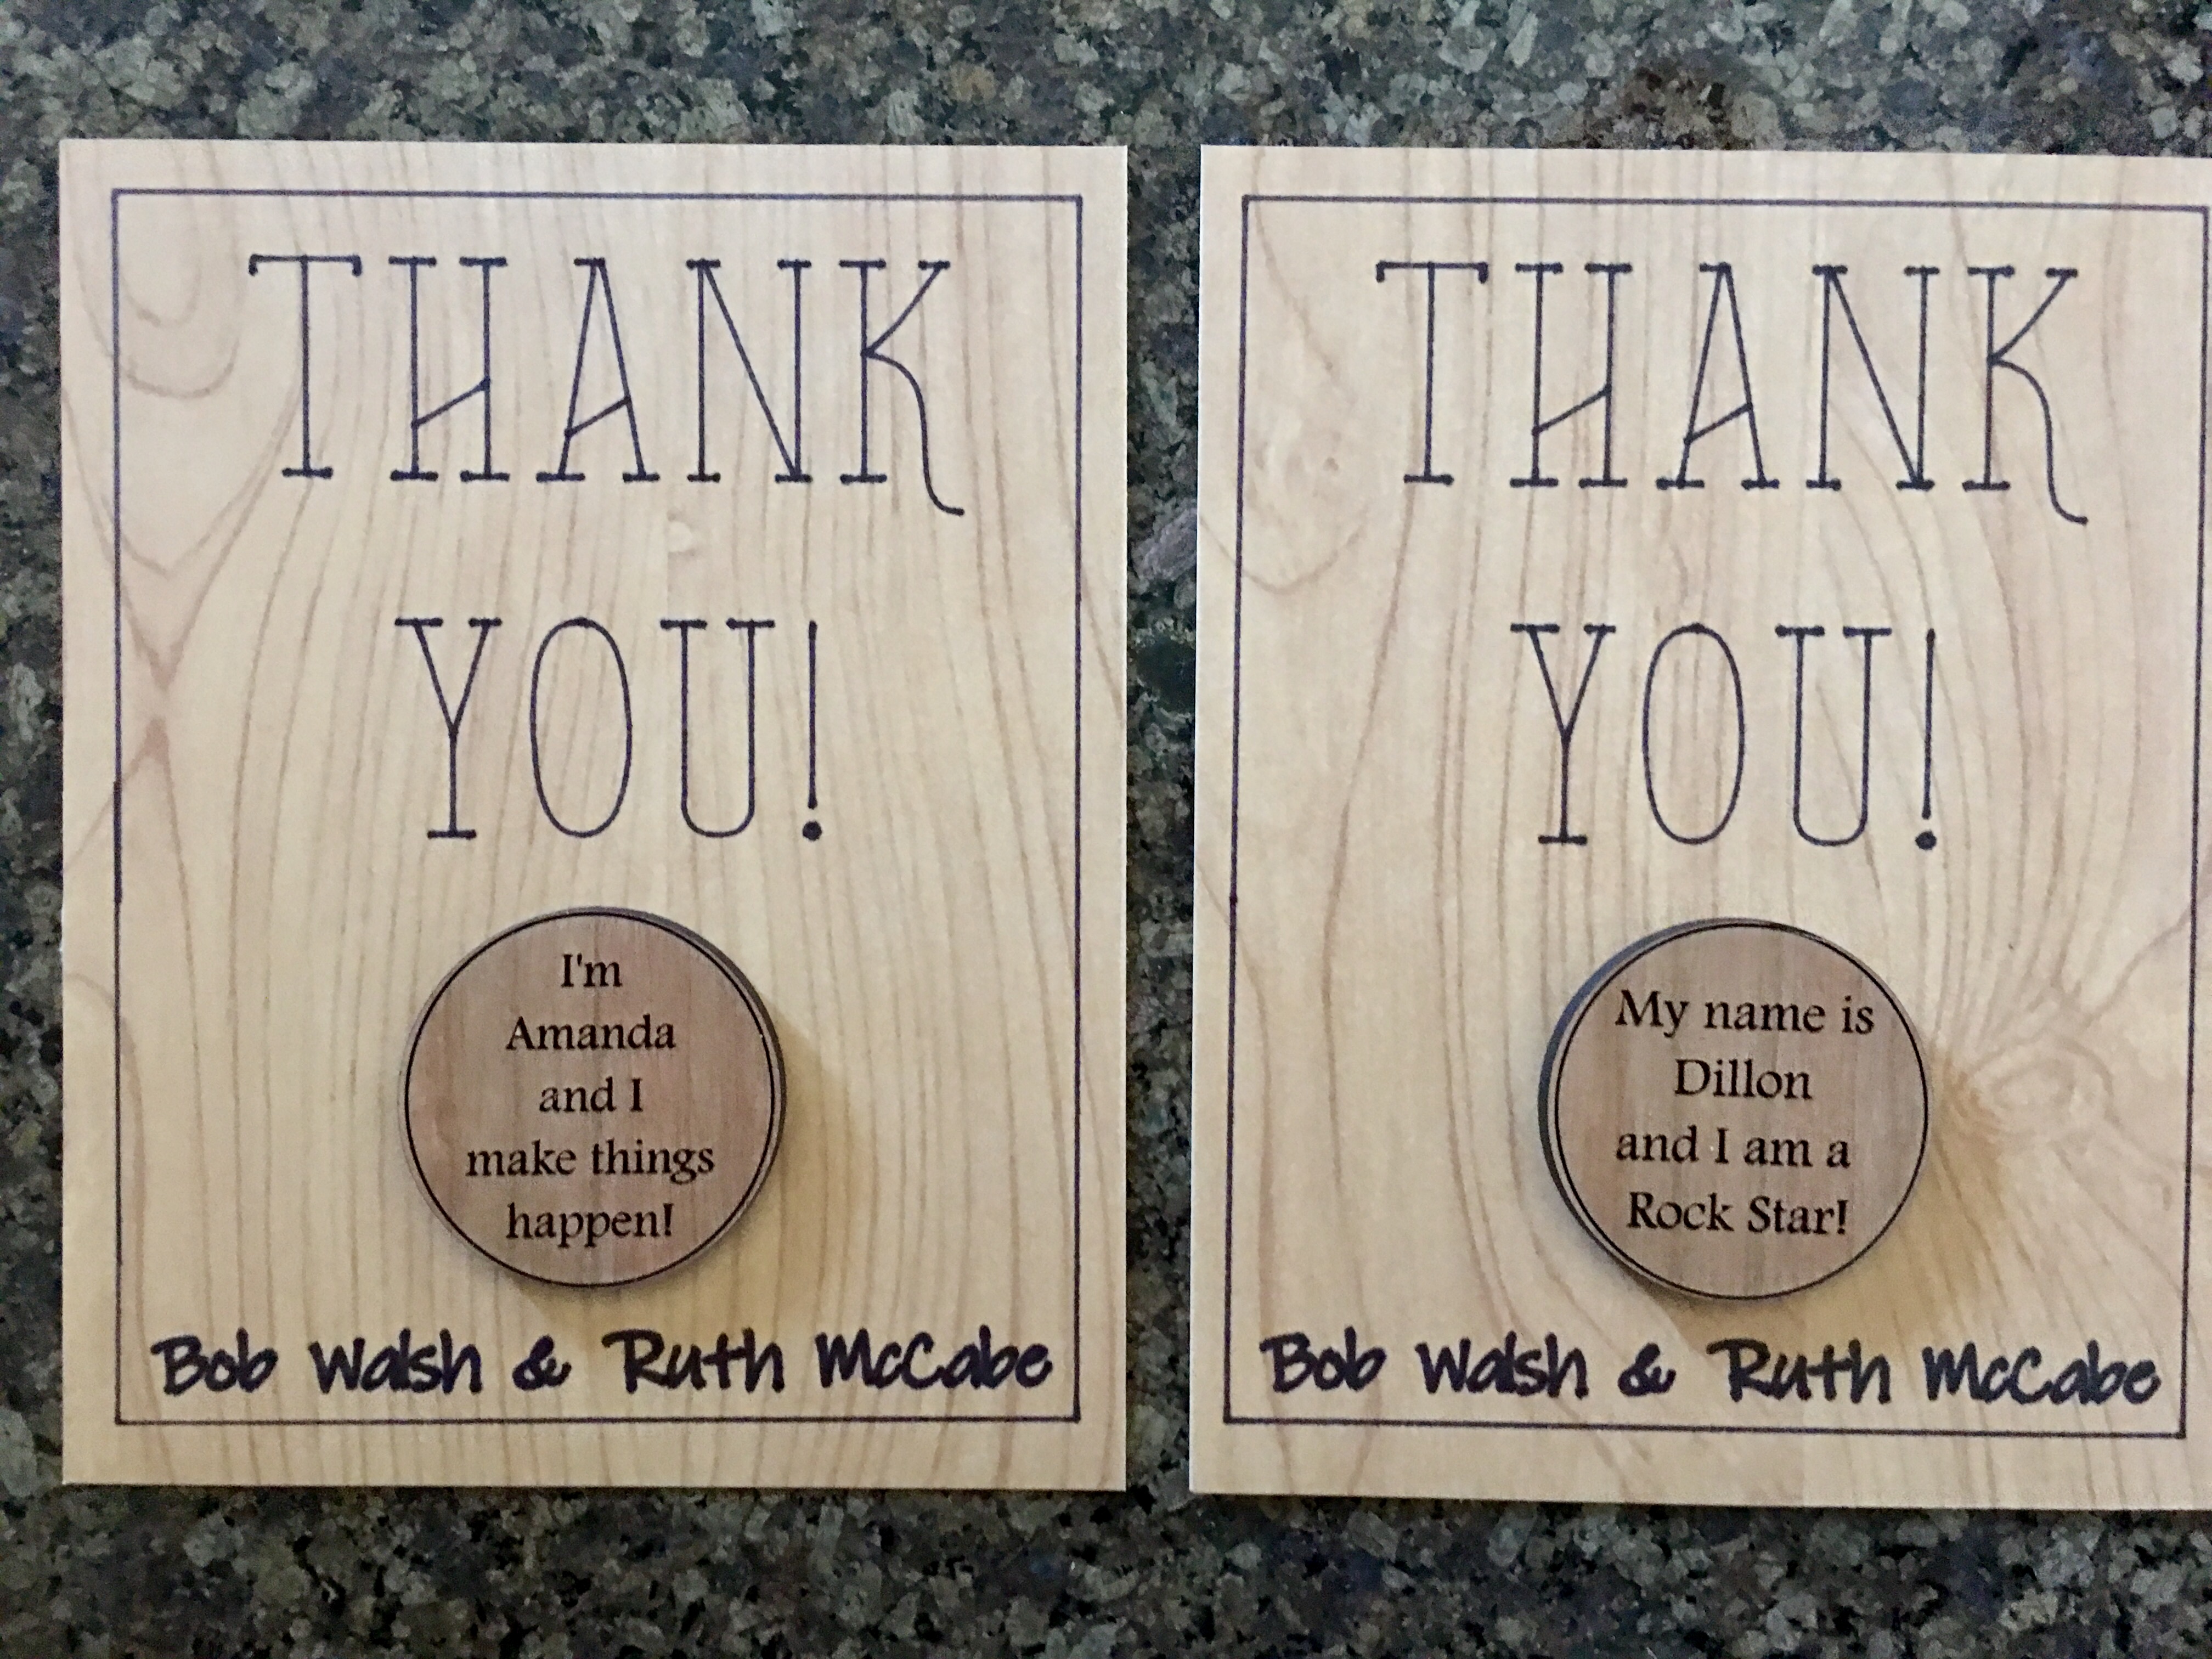 THANK
YOU!
I'm
Amanda
and I
make things
happen!
Bob Walsh & Ruth McCabe
THANK
YOU!
My name is
Dillon
and I am a
Rock Star!
Bob Walsh & Ruth McCabe